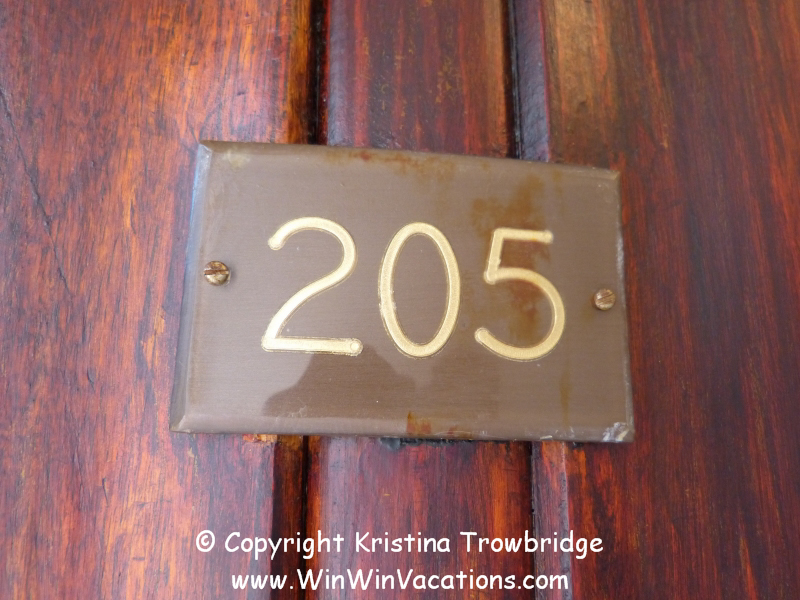 205
© Copyright Kristina Trowbridge
www.WinWinVacations.com